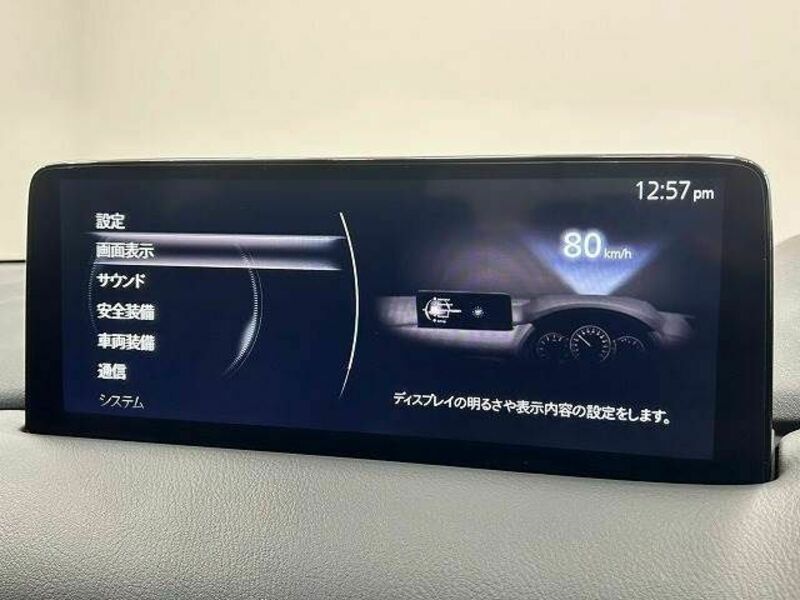 12:57 pm
設定
画面表示
サウンド
安全装備
車両装備
通信
システム
80 km/h
ディスプレイの明るさや表示内容の設定をします。